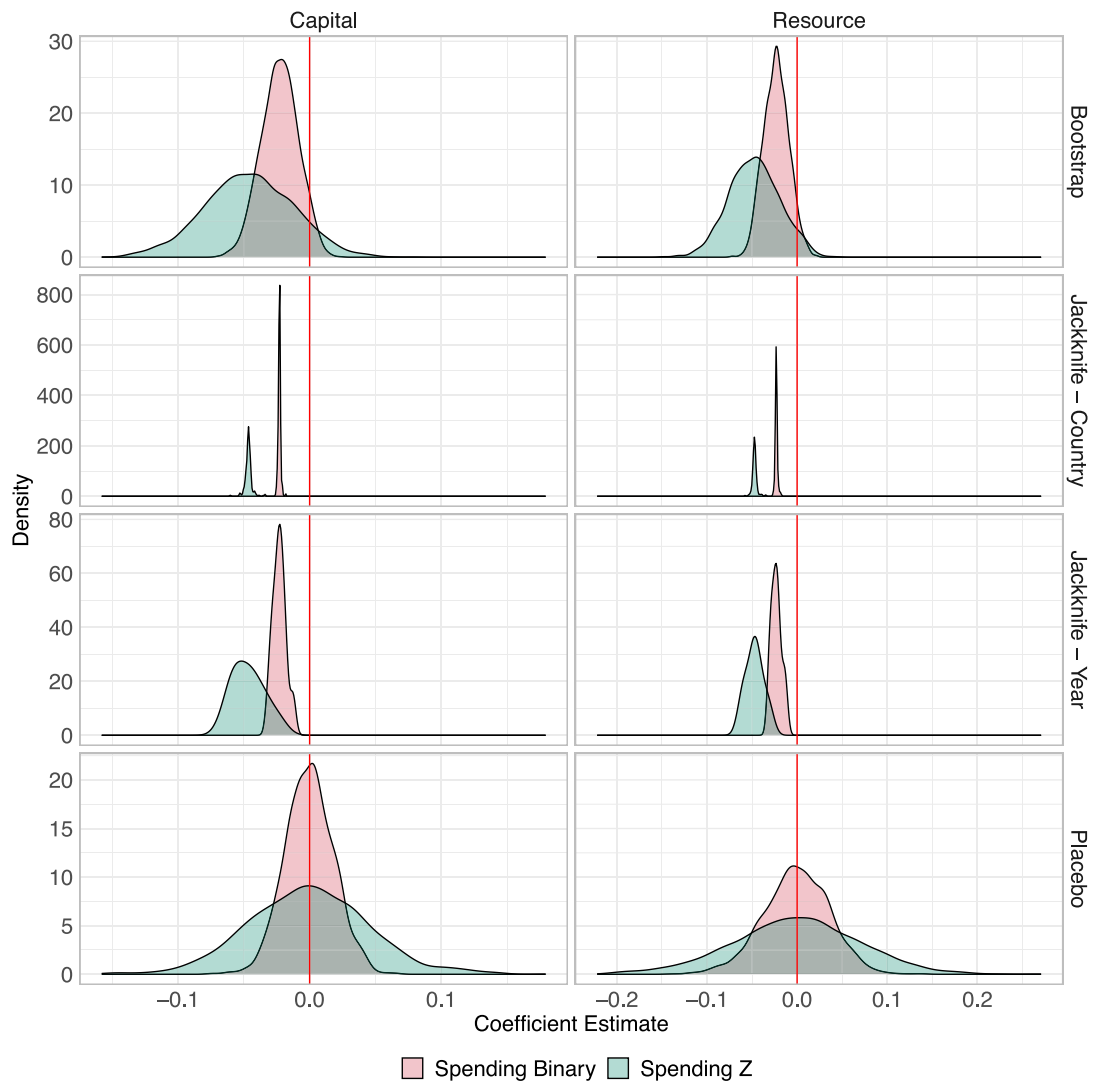 Capital Resource
30
20
10
0
Bootstrap
800
600
400
200
0
Jackknife – Country
Density
80
60
40
20
0
Jackknife – Year
20
15
10
5
0
Placebo
−0.1 0.0 0.1 −0.2 −0.1 0.0 0.1 0.2
Coefficient Estimate
Spending Binary Spending Z